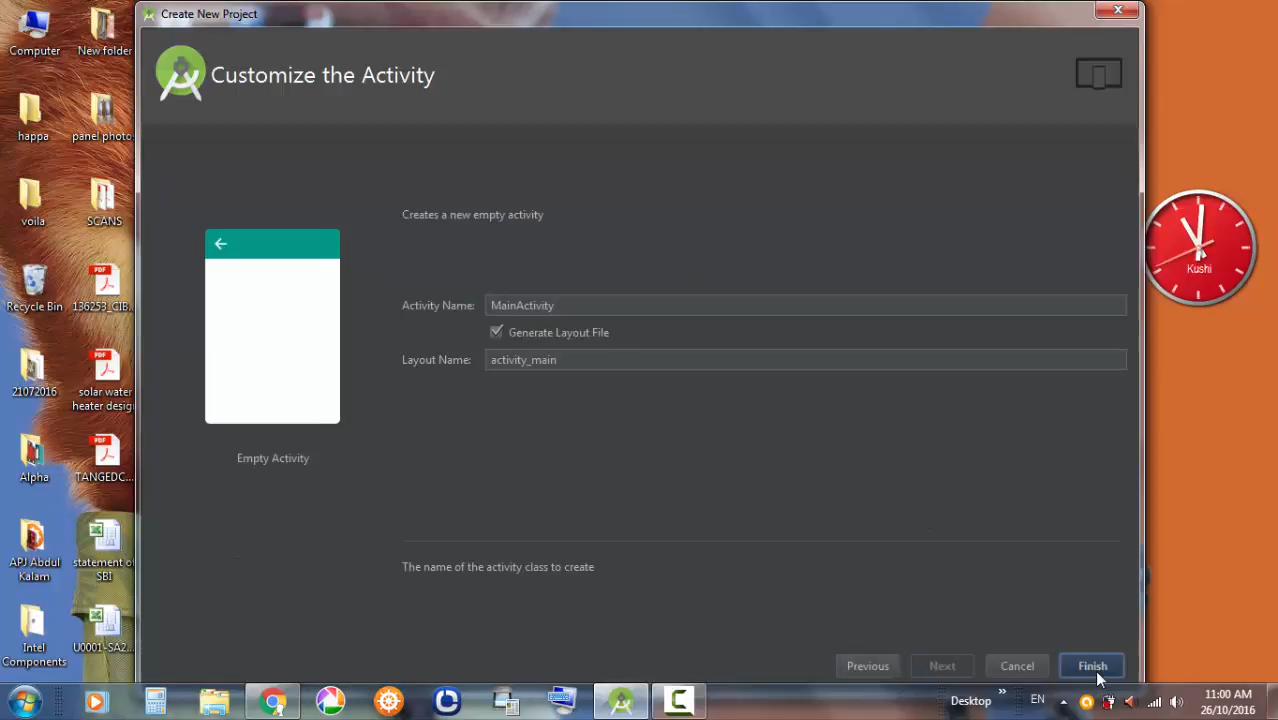 Create New Project
Computer
New folder
Customize the Activity
happa
panel photo
Creates a new empty activity
voila
SCANS
Kushi
Activity Name:
MainActivity
Recycle Bin
136253_CIB...
Generate Layout File
Layout Name:
activity_main
21072016
solar water
heater desig
Empty Activity
Alpha
TANGEDC...
APJ Abdul
Kalam
statement of
SBI
The name of the activity class to create
Intel
Components
U0001-SA2...
Previous
Next
Cancel
Finish
Desktop
»
EN
11:00 AM
26/10/2016